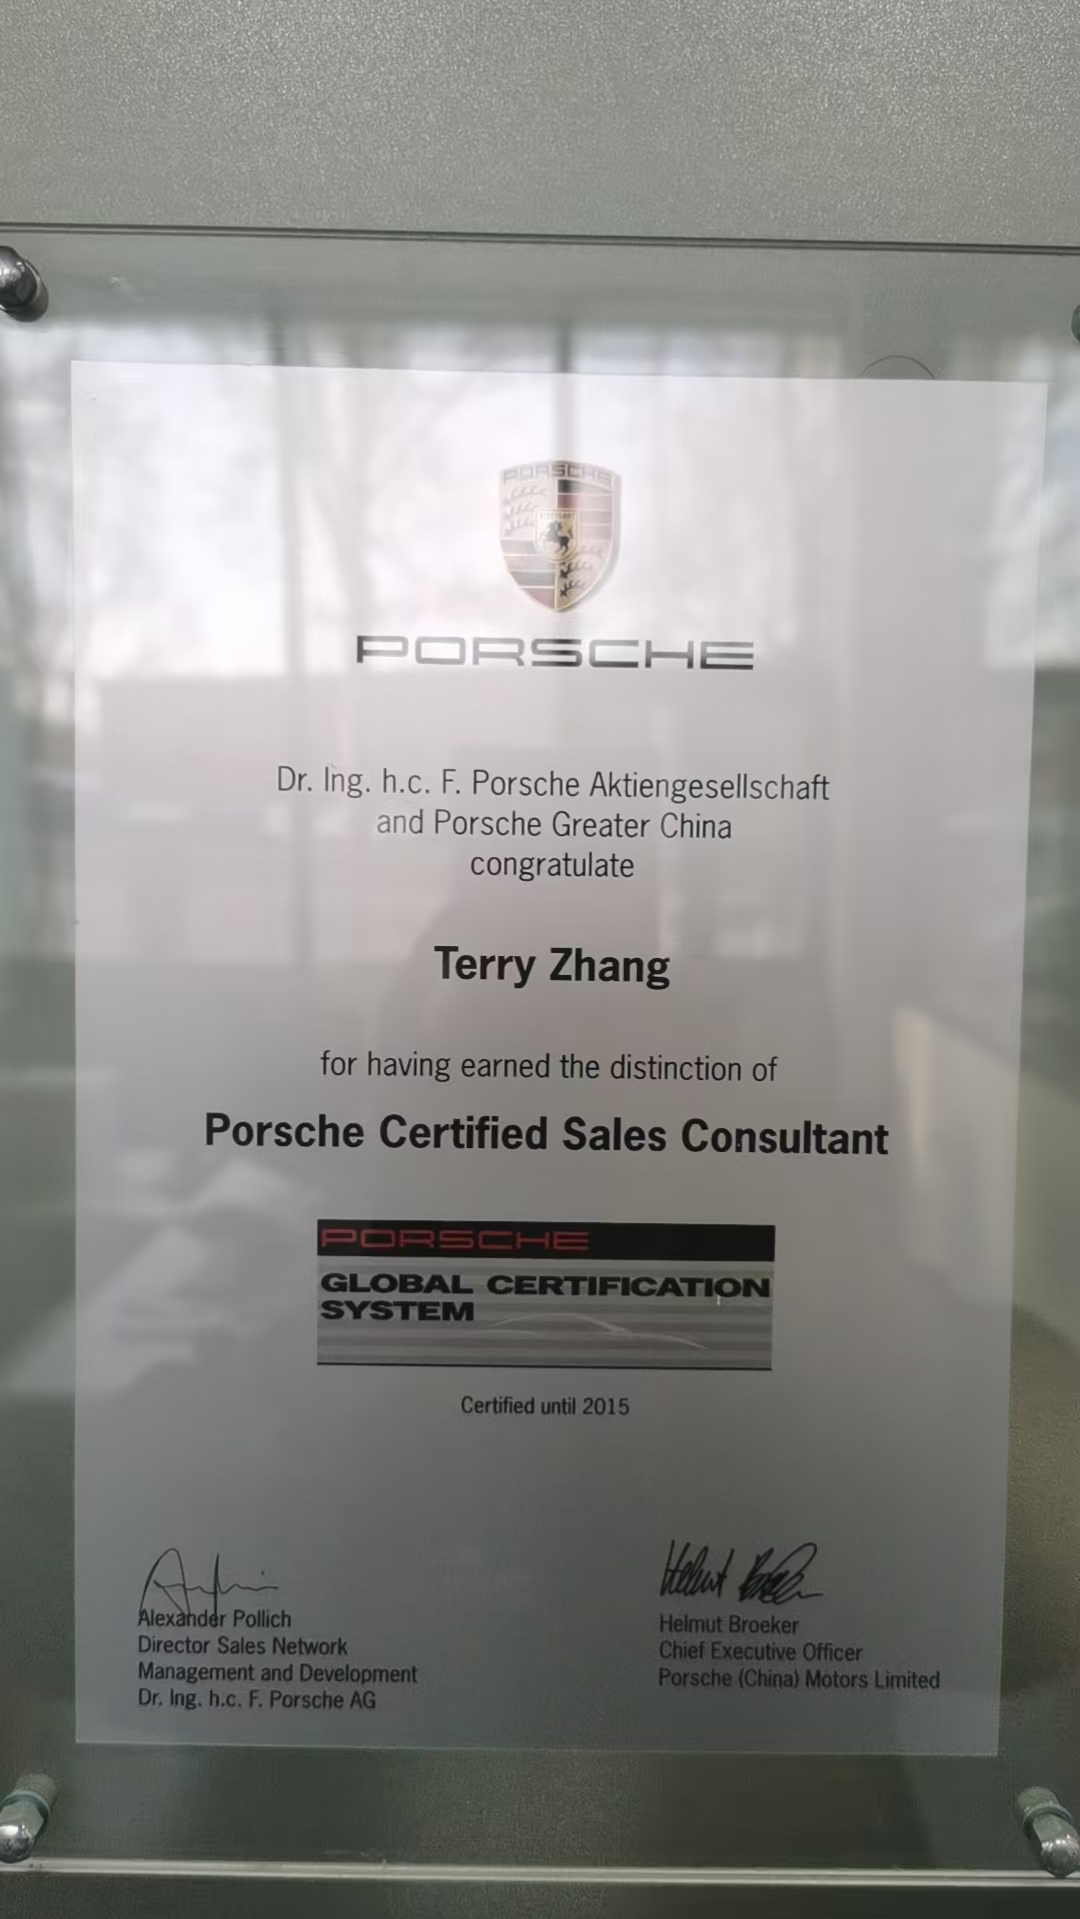 PORSCHE
PORSCHE
Dr. Ing. h.c. F. Porsche Aktiengesellschaft
and Porsche Greater China
congratulate
Terry Zhang
for having earned the distinction of
Porsche Certified Sales Consultant
PORSCHE
GLOBAL CERTIFICATION
SYSTEM
Certified until 2015
Alexander Pollich
Director Sales Network
Management and Development
Dr. Ing. h.c. F. Porsche AG
Helmut Broeker
Helmut Broeker
Chief Executive Officer
Porsche (China) Motors Limited